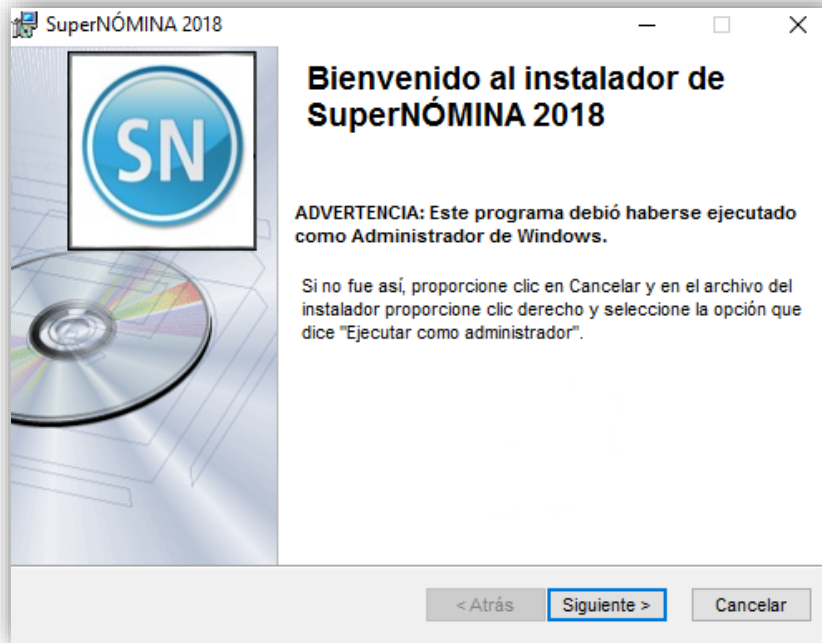 SuperNÓMINA 2018
SN
Bienvenido al instalador de
SuperNÓMINA 2018
ADVERTENCIA: Este programa debió haberse ejecutado
como Administrador de Windows.
Si no fue así, proporcione clic en Cancelar y en el archivo del
instalador proporcione clic derecho y seleccione la opción que
dice "Ejecutar como administrador".
< Atrás
Siguiente >
Cancelar